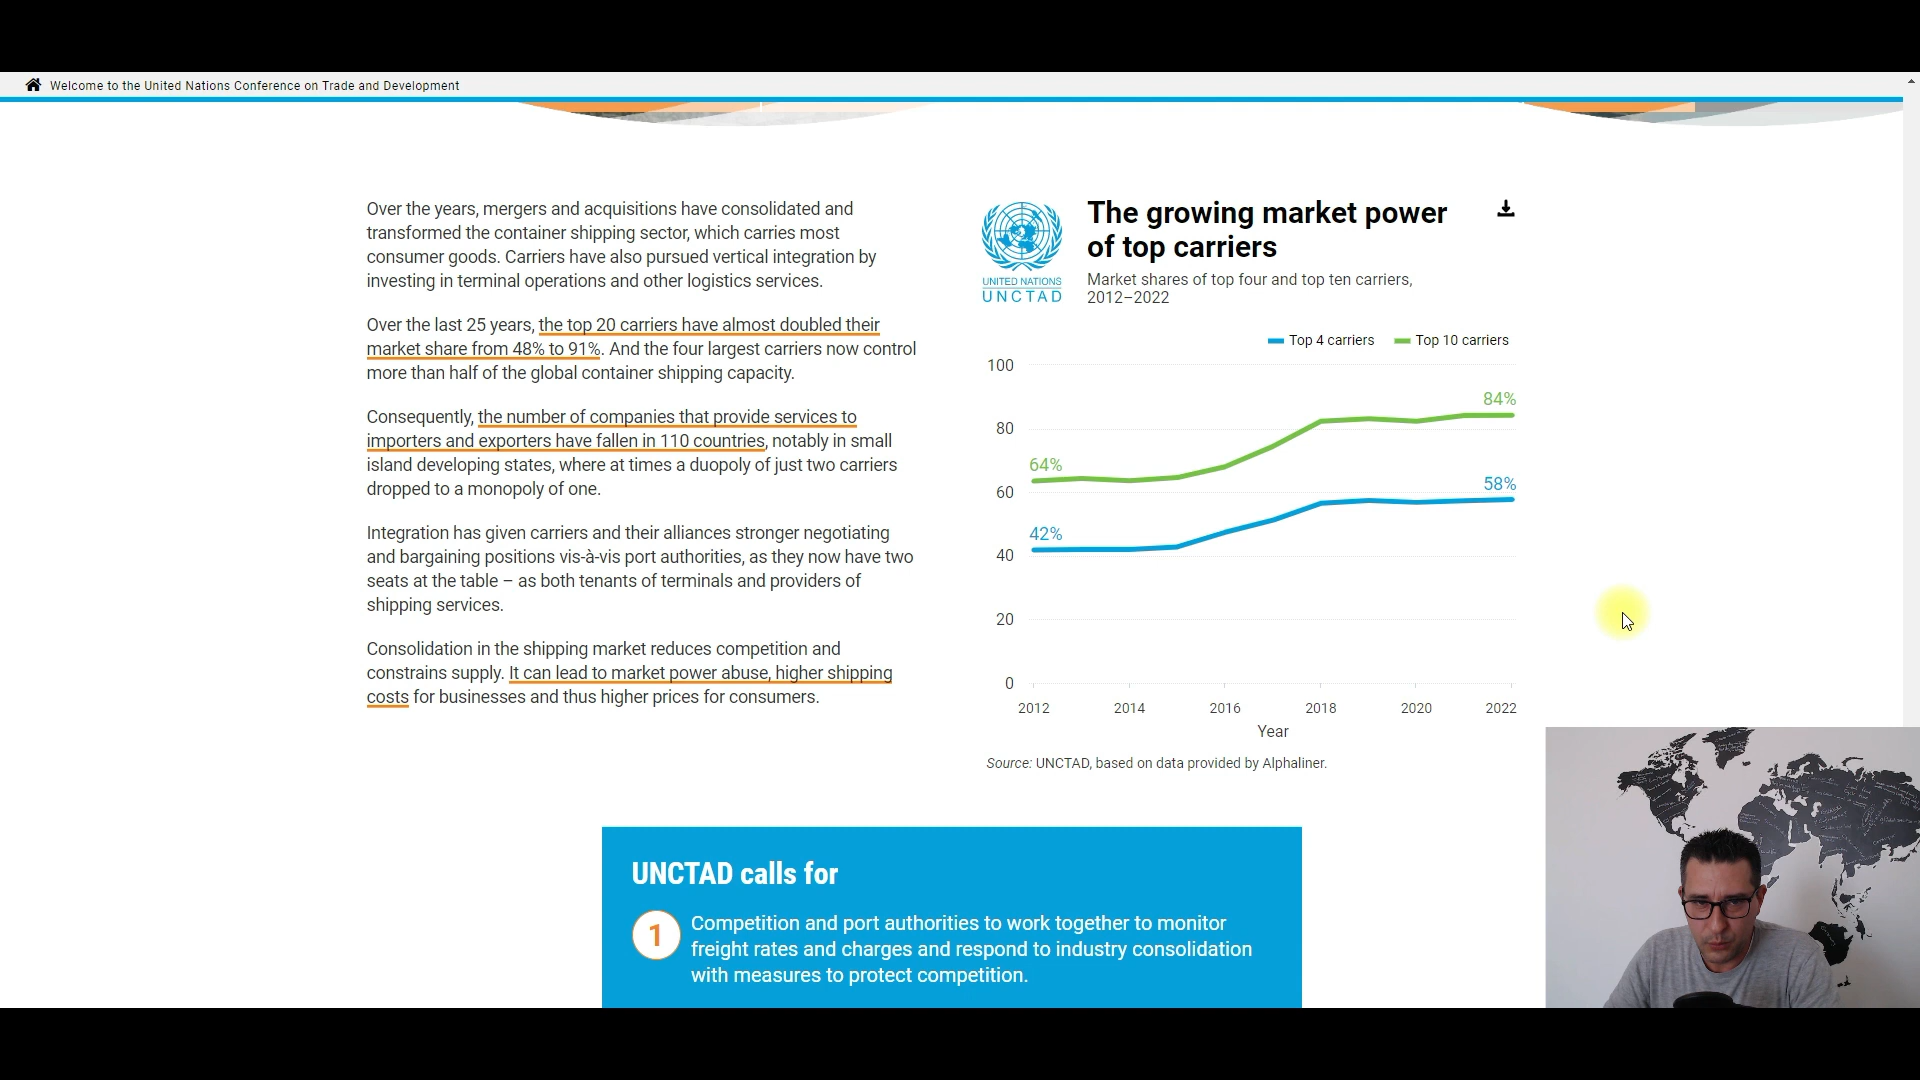 Welcome to the United Nations Conference on Trade and Development
Over the years, mergers and acquisitions have consolidated and
transformed the container shipping sector, which carries most
consumer goods. Carriers have also pursued vertical integration by
investing in terminal operations and other logistics services.
Over the last 25 years, the top 20 carriers have almost doubled their
market share from 48% to 91%. And the four largest carriers now control
more than half of the global container shipping capacity.
Consequently, the number of companies that provide services to
importers and exporters have fallen in 110 countries, notably in small
island developing states, where at times a duopoly of just two carriers
dropped to a monopoly of one.
Integration has given carriers and their alliances stronger negotiating
and bargaining positions vis-à-vis port authorities, as they now have two
seats at the table – as both tenants of terminals and providers of
shipping services.
Consolidation in the shipping market reduces competition and
constrains supply. It can lead to market power abuse, higher shipping
costs for businesses and thus higher prices for consumers.
UNITED NATIONS
UNCTAD
The growing market power
of top carriers
Market shares of top four and top ten carriers,
2012–2022
Top 4 carriers Top 10 carriers
100
80
60
40
20
0
84%
64%
58%
42%
2012 2014 2016 2018 2020 2022
Year
Source: UNCTAD, based on data provided by Alphaliner.
UNCTAD calls for
1 Competition and port authorities to work together to monitor
freight rates and charges and respond to industry consolidation
with measures to protect competition.